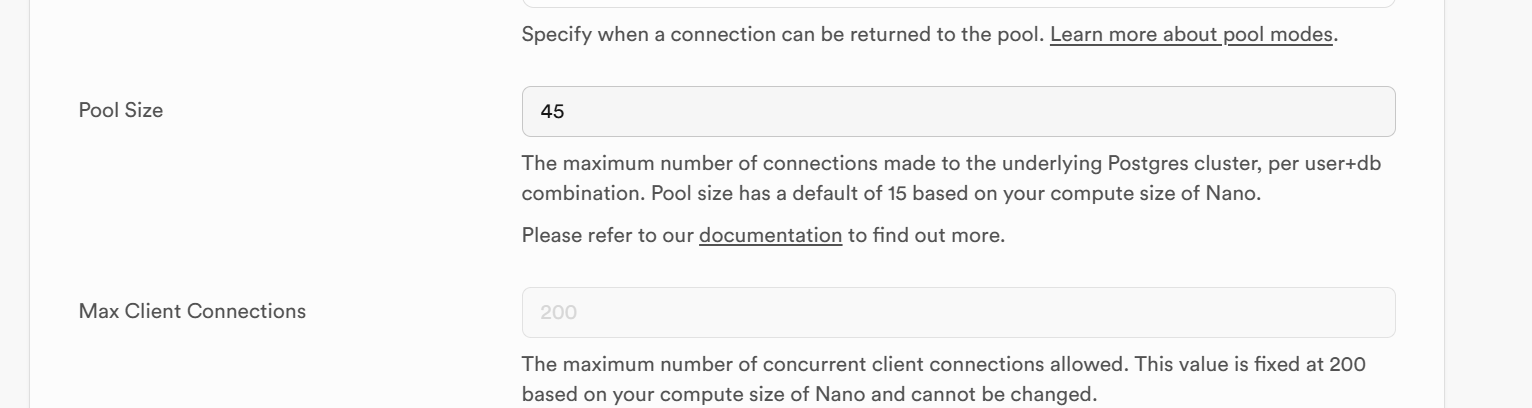 Specify when a connection can be returned to the pool. Learn more about pool modes.
Pool Size
45
The maximum number of connections made to the underlying Postgres cluster, per user+db
combination. Pool size has a default of 15 based on your compute size of Nano.
Please refer to our documentation to find out more.
Max Client Connections
200
The maximum number of concurrent client connections allowed. This value is fixed at 200
based on your compute size of Nano and cannot be changed.